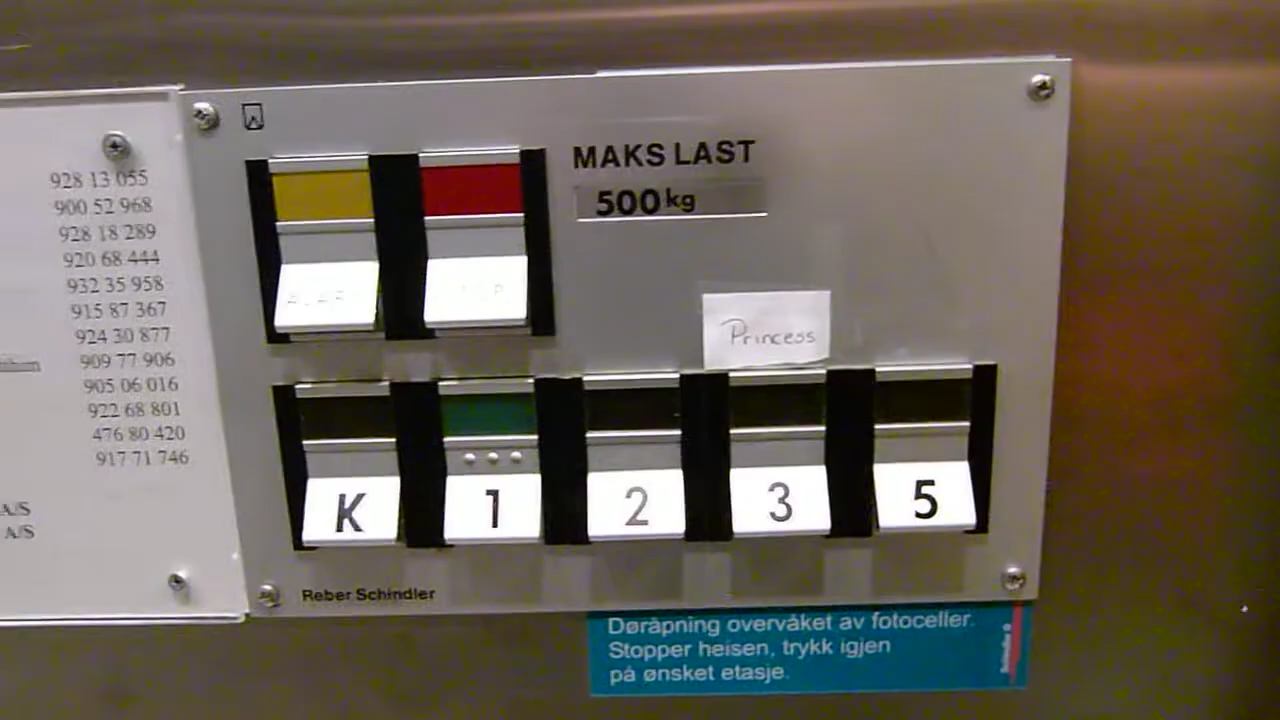 928 13 055
900 52 968
928 18 289
920 68 444
932 35 958
915 87 367
924 30 877
909 77 906
905 06 016
922 68 801
476 80 420
917 71 746
A/S
A/S
MAKS LAST
500 kg
Princess
K 1 2 3 5
Reber Schindler
Døråpning overvåket av fotoceller.
Stopper heisen, trykk igjen
på ønsket etasje.